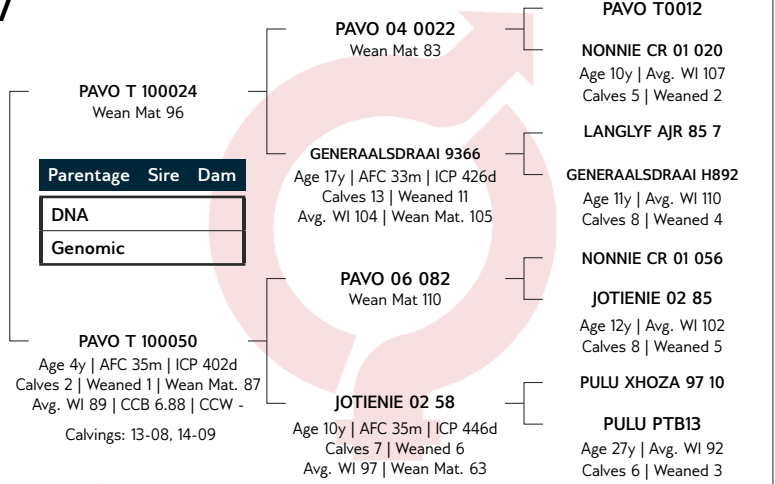 PAVO T 100024
Wean Mat 96
Parentage Sire Dam
DNA
Genomic
PAVO T 100050
Age 4y | AFC 35m | ICP 402d
Calves 2 | Weaned 1 | Wean Mat. 87
Avg. WI 89 | CCB 6.88 | CCW -
Calvings: 13-08, 14-09
PAVO 04 0022
Wean Mat 83
GENERAALSDRAAI 9366
Age 17y | AFC 33m | ICP 426d
Calves 13 | Weaned 11
Avg. WI 104 | Wean Mat. 105
PAVO 06 082
Wean Mat 110
JOTIENIE 02 58
Age 10y | AFC 35m | ICP 446d
Calves 7 | Weaned 6
Avg. WI 97 | Wean Mat. 63
PAVO T0012
NONNIE CR 01 020
Age 10y | Avg. WI 107
Calves 5 | Weaned 2
LANGLYF AJR 85 7
GENERAALSDRAAI H892
Age 11y | Avg. WI 110
Calves 8 | Weaned 4
NONNIE CR 01 056
JOTIENIE 02 85
Age 12y | Avg. WI 102
Calves 8 | Weaned 5
PULU XHOZA 97 10
PULU PTB13
Age 27y | Avg. WI 92
Calves 6 | Weaned 3